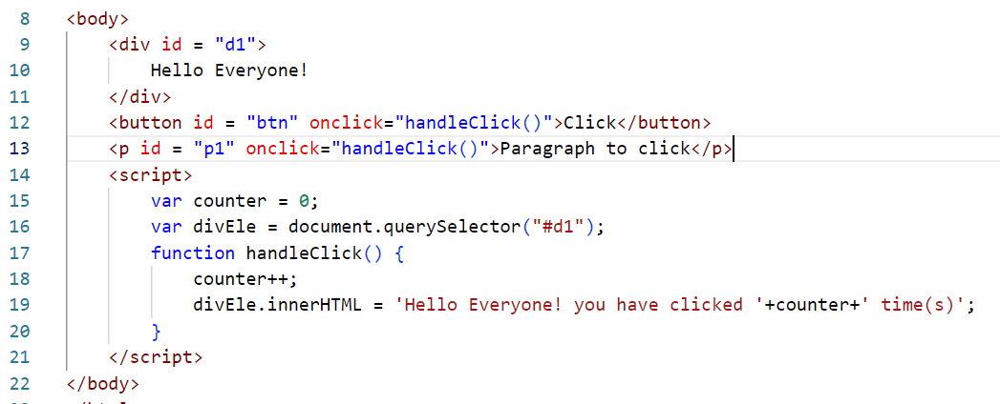 8 <body>
9 <div id = "d1">
10 Hello Everyone!
11 </div>
12 <button id = "btn" onclick="handleClick()">Click</button>
13 <p id = "p1" onclick="handleClick()">Paragraph to click</p>
14 <script>
15 var counter = 0;
16 var divEle = document.querySelector("#d1");
17 function handleClick() {
18 counter++;
19 divEle.innerHTML = 'Hello Everyone! you have clicked '+counter+' time(s)';
20 }
21 </script>
22 </body>